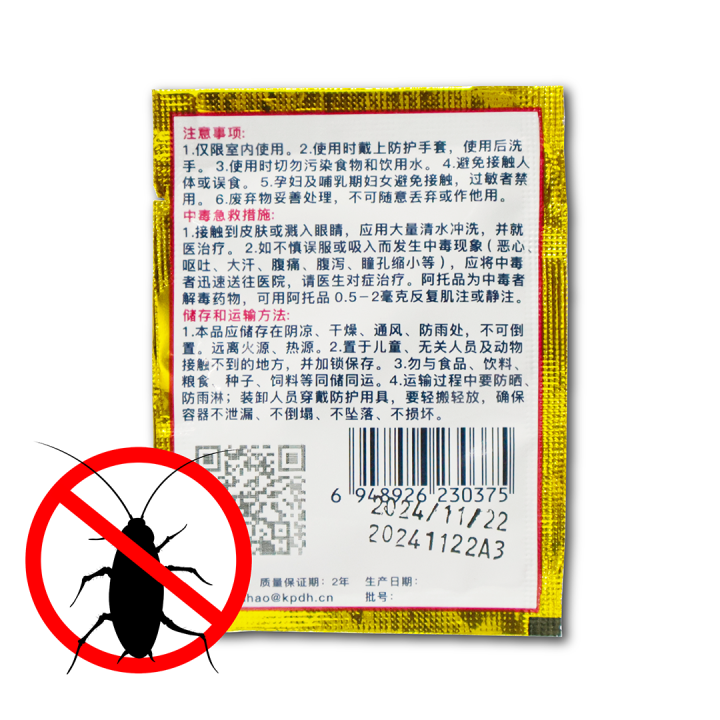 注意事项:
1.仅限室内使用。2.使用时戴上防护手套，使用后洗
手。 3.使用时切勿污染食物和饮用水。 4.避免接触人
体或误食。 5.孕妇及哺乳期妇女避免接触，过敏者禁
用。 6.废弃物妥善处理，不可随意丢弃或作他用。
中毒急救措施:
1.接触到皮肤或溅入眼睛，应用大量清水冲洗，并就
医治疗。 2.如不慎误服或吸入而发生中毒现象（恶心、
呕吐、大汗、腹痛、腹泻、瞳孔缩小等），应将中毒
者迅速送往医院，请医生对症治疗。阿托品为中毒者
解毒药物，可用阿托品 0.5-2毫克反复肌注或静注。
储存和运输方法:
1.本品应储存在阴凉、干燥、通风、防雨处，不可倒
置。远离火源、热源。2.置于儿童、无关人员及动物
接触不到的地方，并加锁保存。 3.勿与食品、饮料、
粮食、种子、饲料等同储同运。4.运输过程中要防晒、
防雨淋；装卸人员穿戴防护用具，要轻搬轻放，确保
容器不泄漏、不倒塌、不坠落、不损坏。
6 948926 230375
2024/11/22
20241122A3
质量保证期: 2年 生产日期:
hao@kpdh.cn 批号: